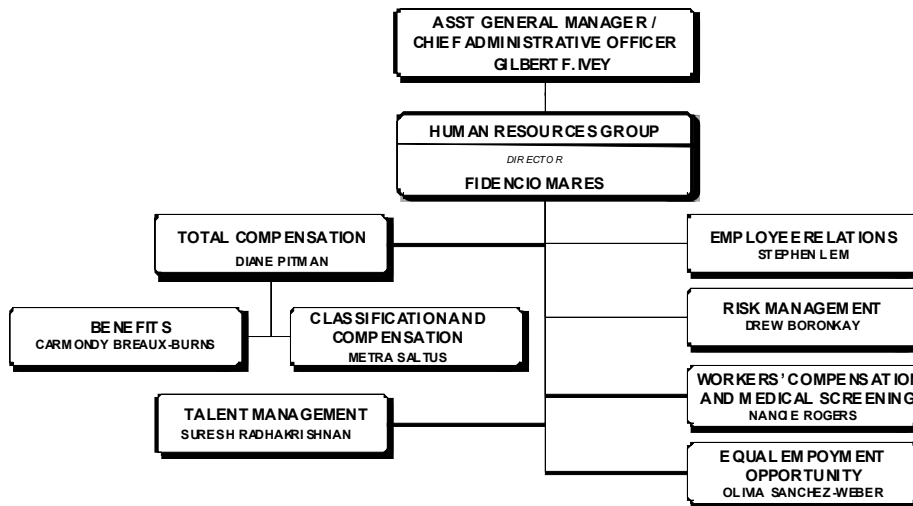 ASST GENERAL MANAGER /
CHIEF ADMINISTRATIVE OFFICER
GILBERT F. IVEY
HUMAN RESOURCES GROUP
DIRECTOR
FIDENCIO MARES
TOTAL COMPENSATION
DIANE PITMAN
EMPLOYEE RELATIONS
STEPHEN LEM
BENEFITS
CARMONDY BREAUX-BURNS
CLASSIFICATION AND
COMPENSATION
METRA SALTUS
RISK MANAGEMENT
DREW BORONKAY
TALENT MANAGEMENT
SURESH RADHAKRISHNAN
WORKERS' COMPENSATION
AND MEDICAL SCREENING
NANCIE ROGERS
EQUAL EMPOYMENT
OPPORTUNITY
OLIVIA SANCHEZ-WEBER